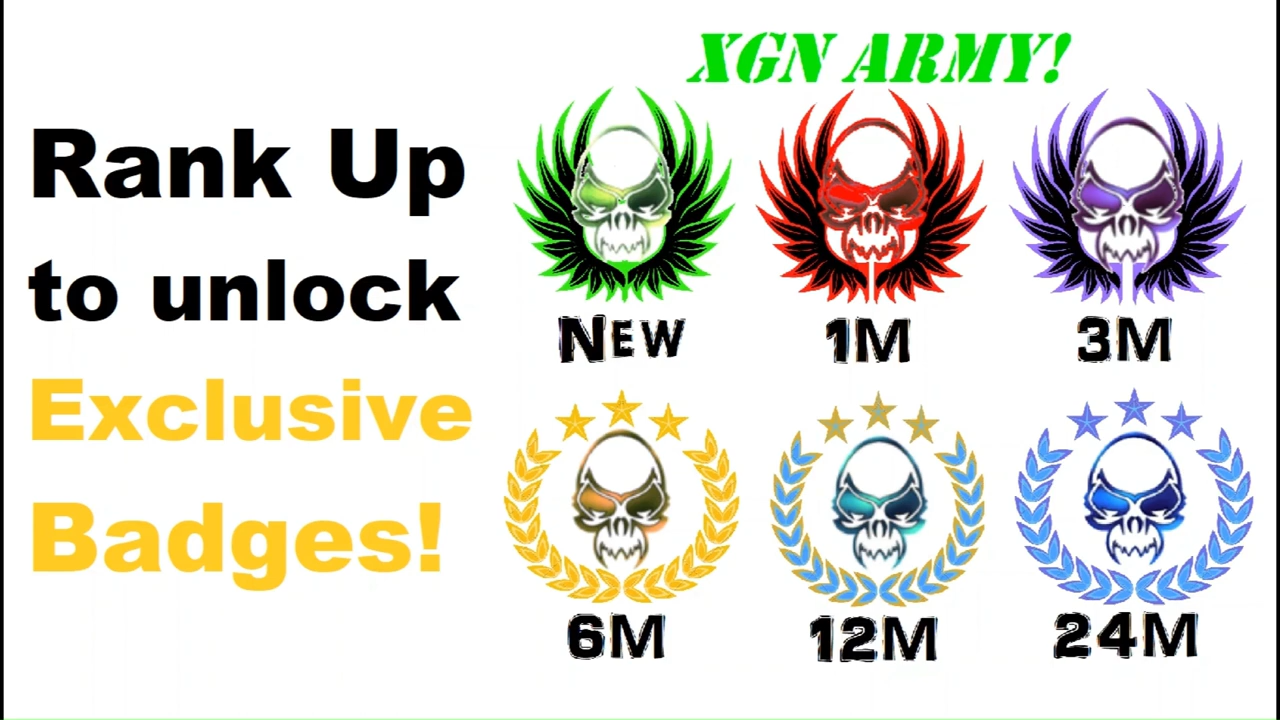 Rank Up
to unlock
Exclusive
Badges!
XGN ARMY!
New 1M 3M
6M 12M 24M